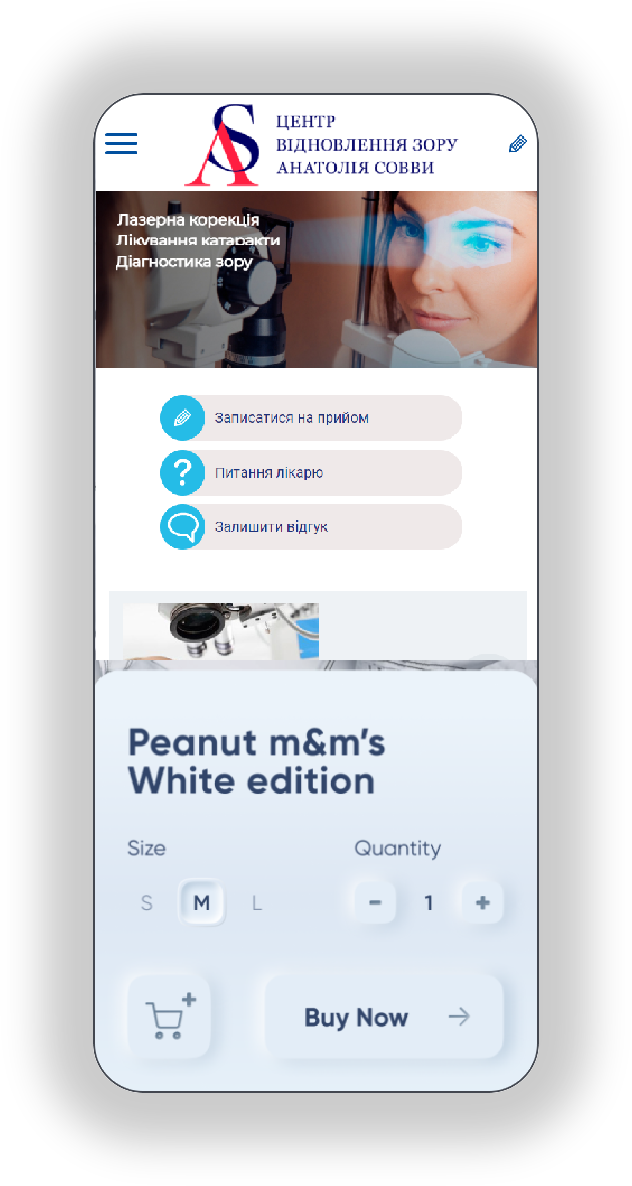 ЦЕНТР
ВІДНОВЛЕННЯ ЗОРУ
АНАТОЛІЯ СОВВИ
Лазерна корекція
Лікування катаракти
Діагностика зору
Записатися на прийом
Питання лікарю
Залишити відгук
Peanut m&m's
White edition
Size
Quantity
S M L
- 1 +
Buy Now